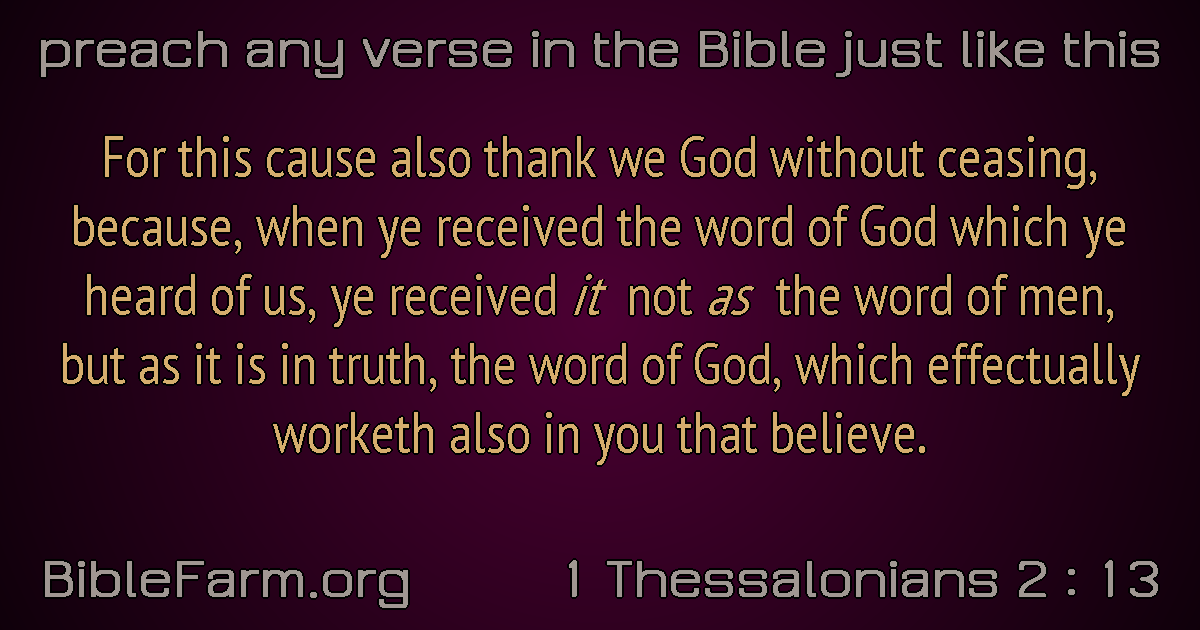 preach any verse in the Bible just like this
For this cause also thank we God without ceasing,
because, when ye received the word of God which ye
heard of us, ye received it not as the word of men,
but as it is in truth, the word of God, which effectually
worketh also in you that believe.
BibleFarm.org 1 Thessalonians 2 : 13